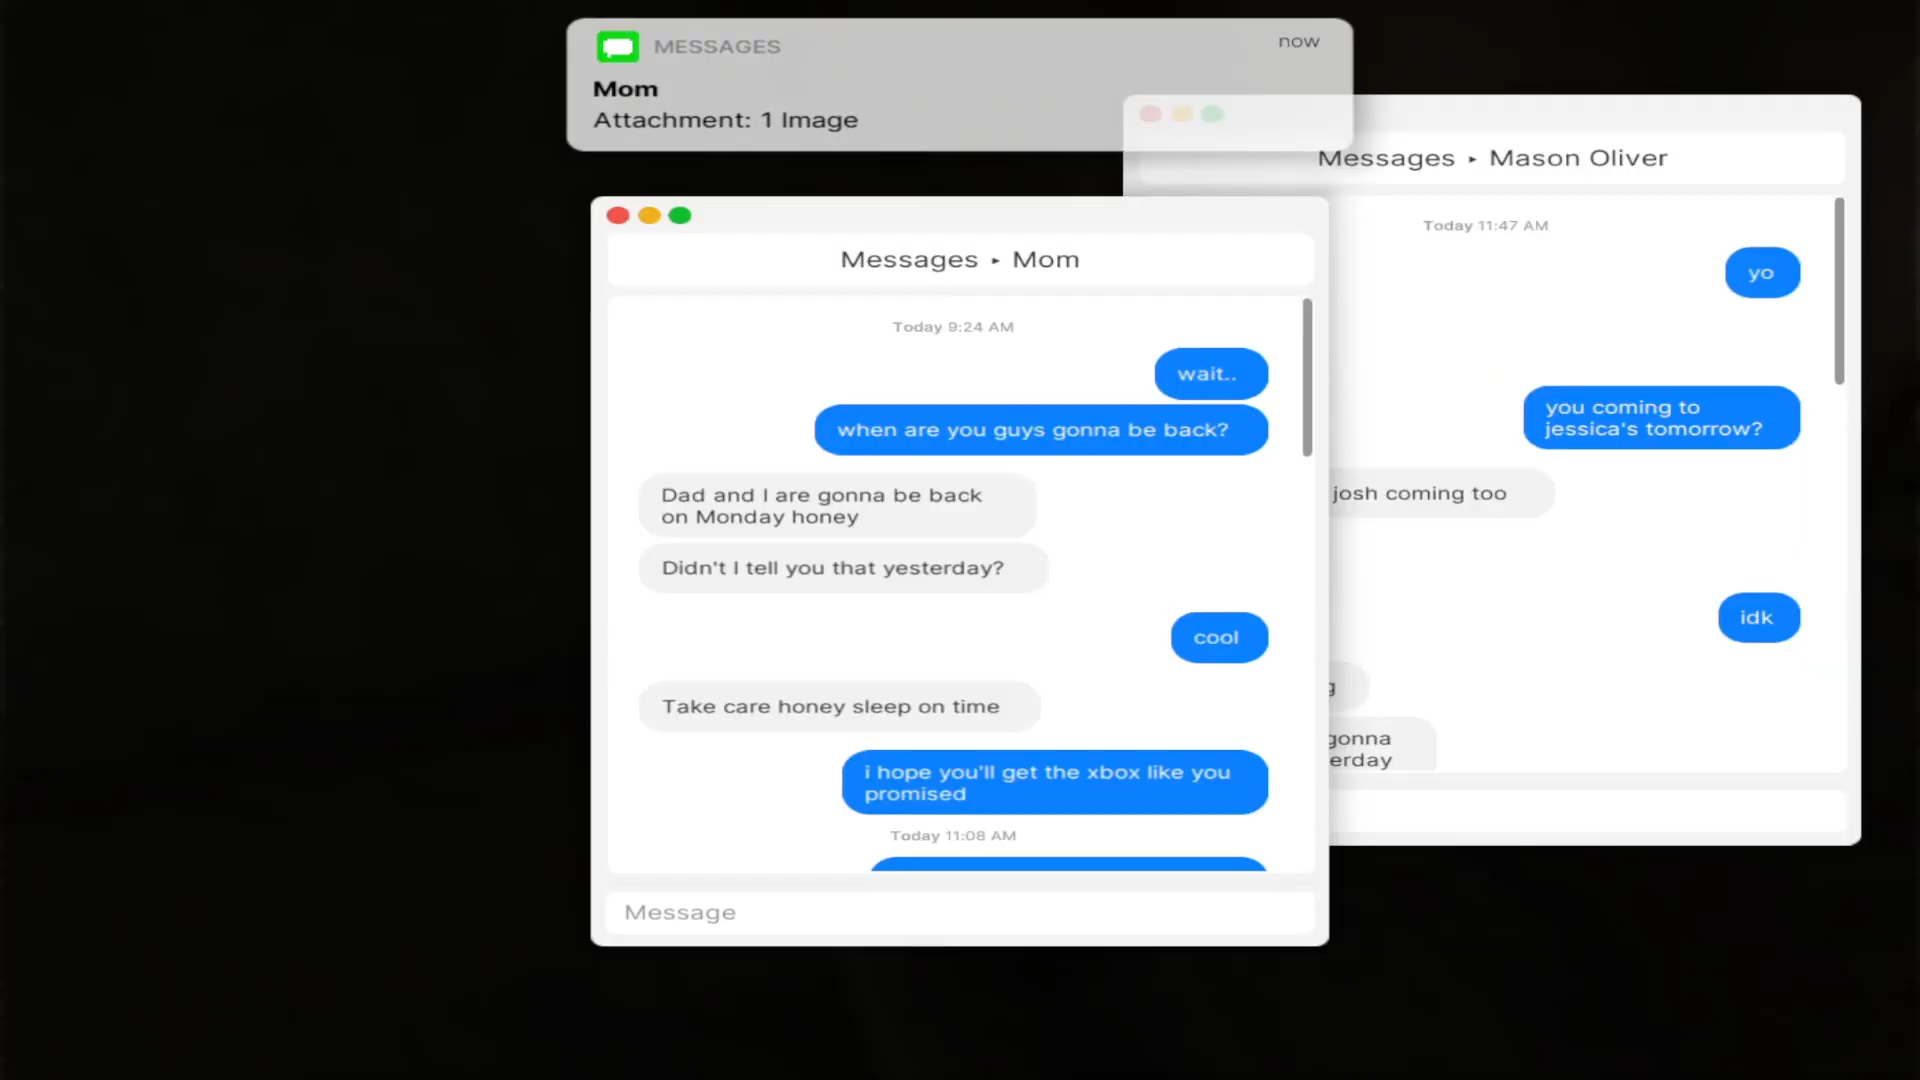 MESSAGES
now
Mom
Attachment: 1 Image
Messages ▸ Mom
Today 9:24 AM
wait..
when are you guys gonna be back?
Dad and I are gonna be back
on Monday honey
Didn't I tell you that yesterday?
cool
Take care honey sleep on time
i hope you'll get the xbox like you
promised
Today 11:08 AM
Message
Messages ▸ Mason Oliver
Today 11:47 AM
yo
you coming to
jessica's tomorrow?
josh coming too
idk
gonna